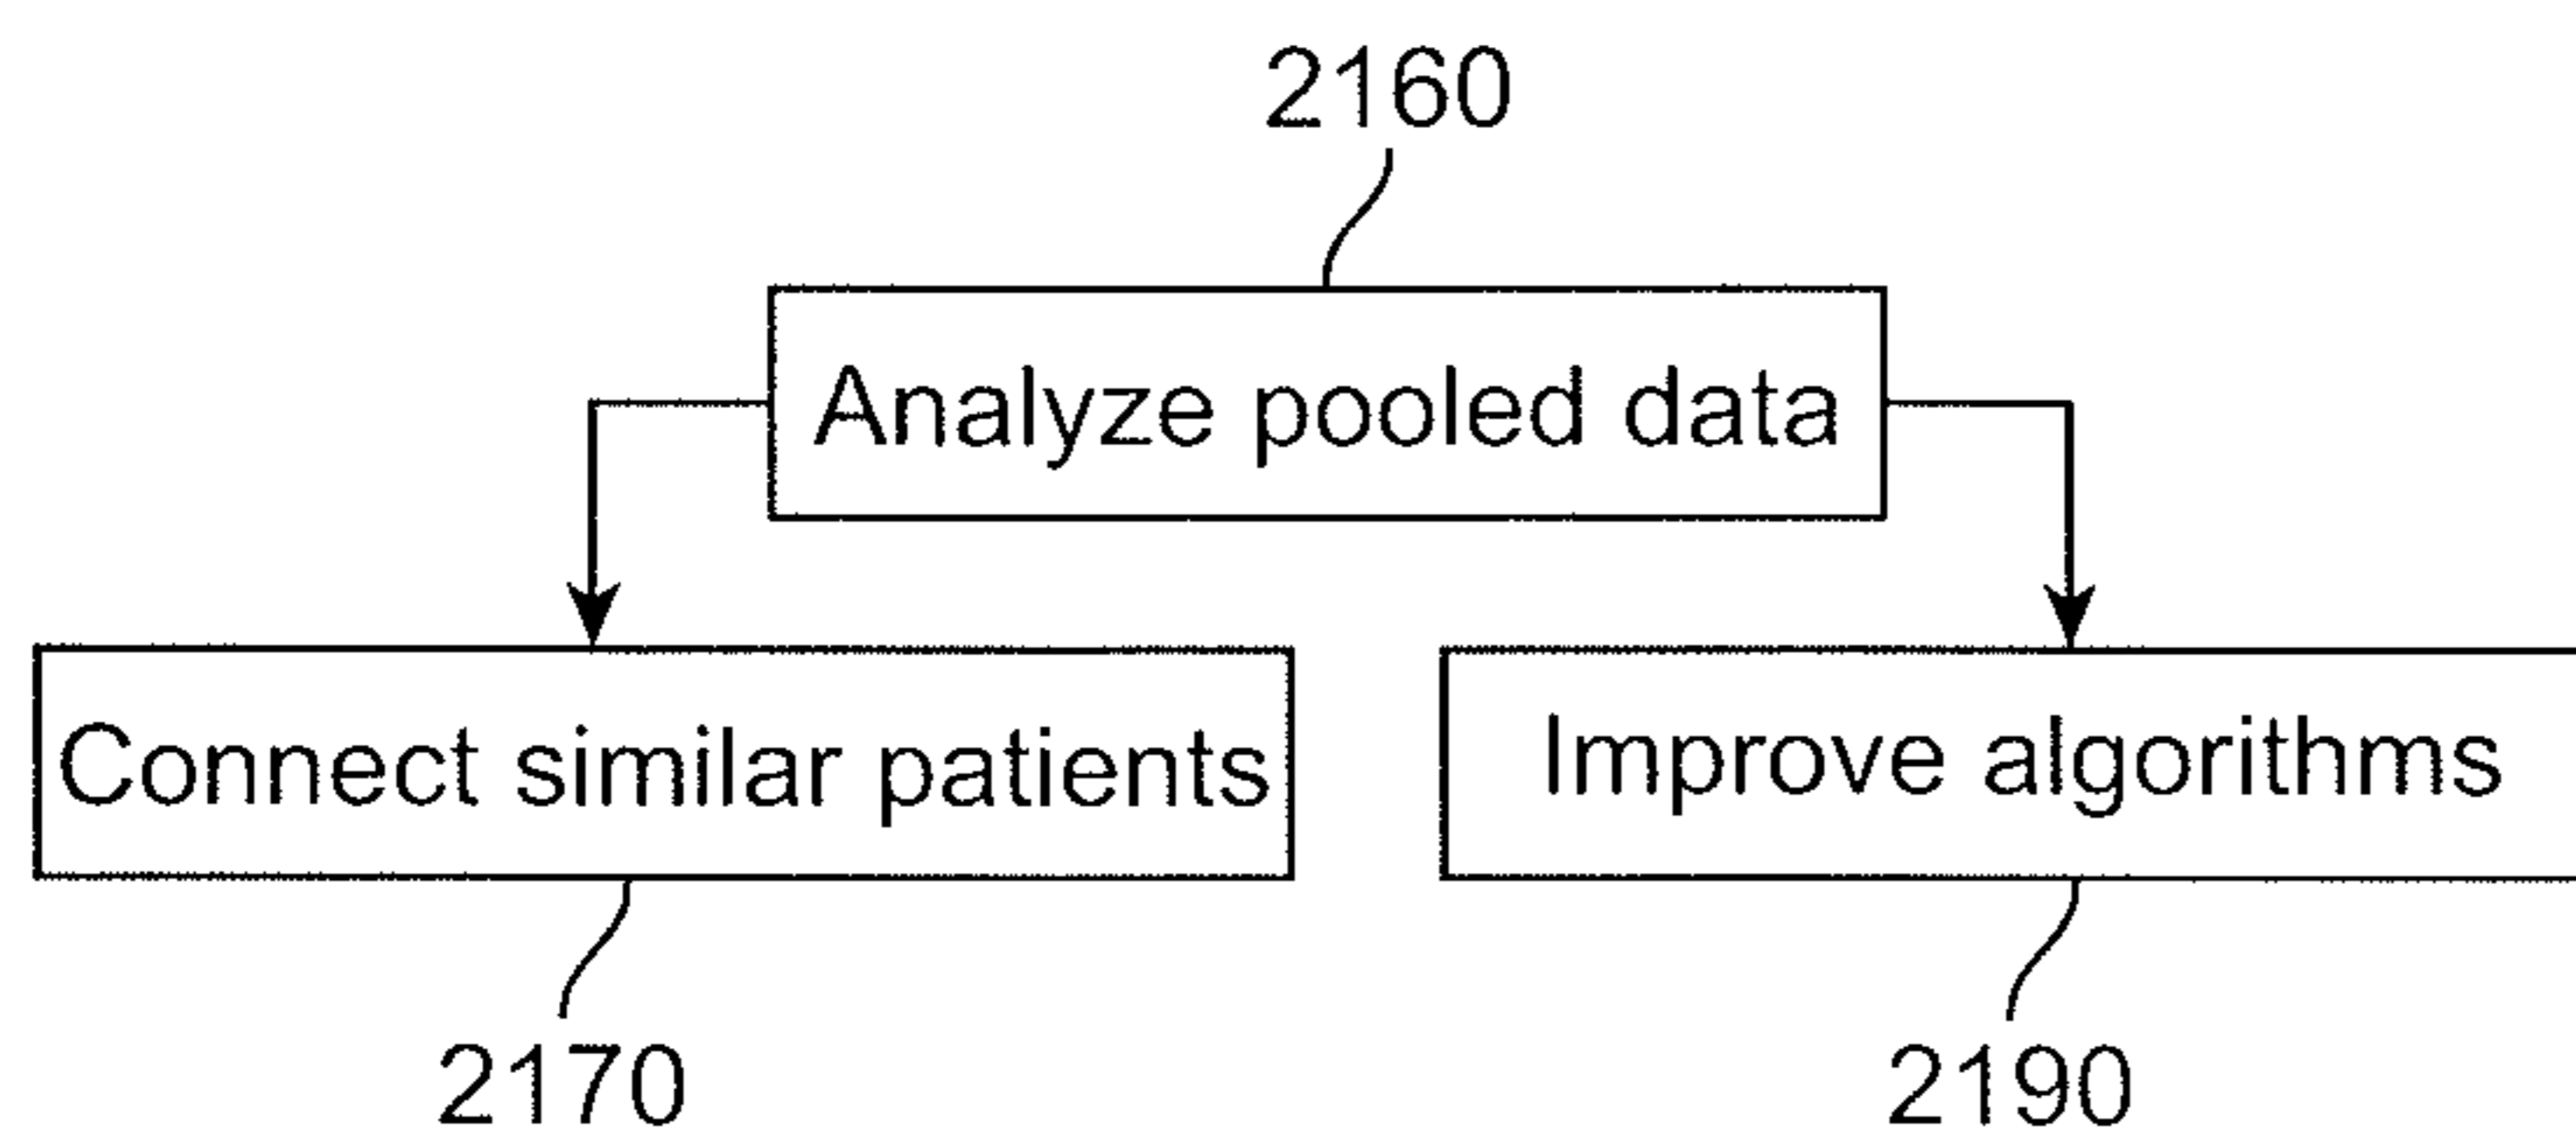 2160
Analyze pooled data
Connect similar patients
Improve algorithms
2170
2190